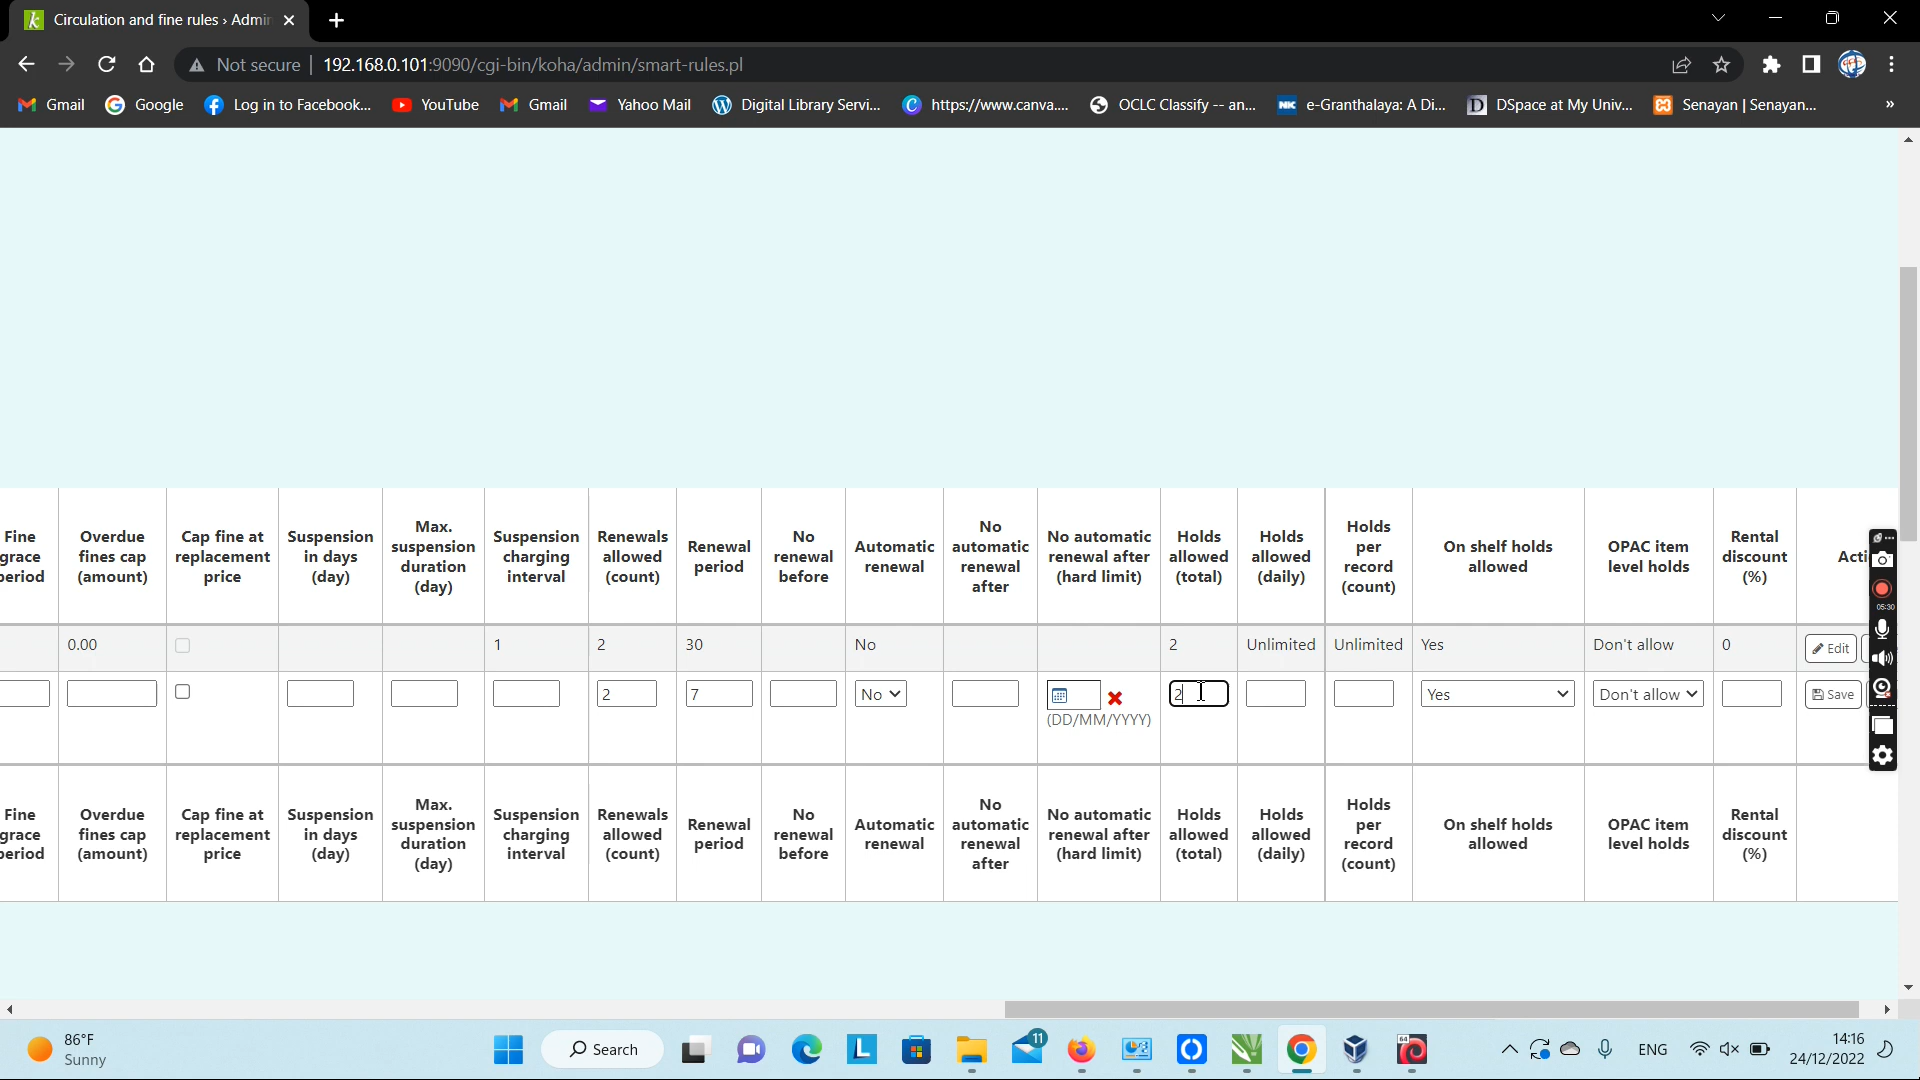 Circulation and fine rules › Admi
Not secure | 192.168.0.101:9090/cgi-bin/koha/admin/smart-rules.pl
Gmail Google Log in to Facebook... YouTube Gmail Yahoo Mail Digital Library Servi... https://www.canva.... OCLC Classify -- an... e-Granthalaya: A Di... DSpace at My Univ... Senayan | Senayan... »
Fine grace period
Overdue fines cap (amount)
Cap fine at replacement price
Suspension in days (day)
Max. suspension duration (day)
Suspension charging interval
Renewals allowed (count)
Renewal period
No renewal before
Automatic renewal
No automatic renewal after
No automatic renewal after (hard limit)
Holds allowed (total)
Holds allowed (daily)
Holds per record (count)
On shelf holds allowed
OPAC item level holds
Rental discount (%)
Acti
0.00 1 2 30 No 2 Unlimited Unlimited Yes Don't allow 0 Edit
2 7 No 2 Yes Don't allow Save
(DD/MM/YYYY)
05:30
Fine grace period
Overdue fines cap (amount)
Cap fine at replacement price
Suspension in days (day)
Max. suspension duration (day)
Suspension charging interval
Renewals allowed (count)
Renewal period
No renewal before
Automatic renewal
No automatic renewal after
No automatic renewal after (hard limit)
Holds allowed (total)
Holds allowed (daily)
Holds per record (count)
On shelf holds allowed
OPAC item level holds
Rental discount (%)
86°F
Sunny
Search
11
64
ENG
14:16
24/12/2022